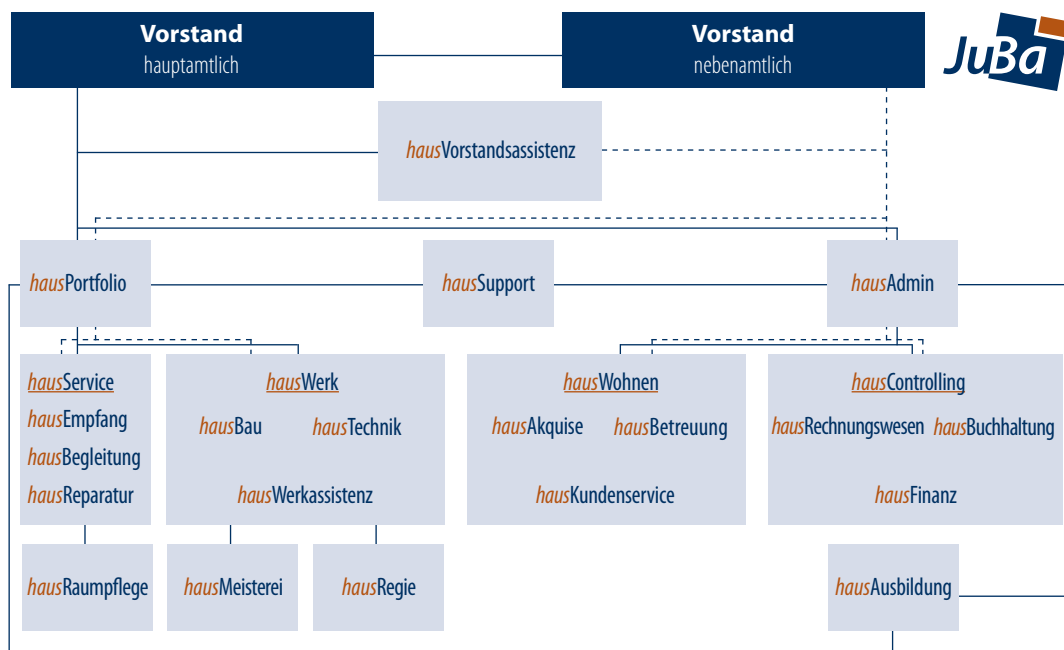 Vorstand
hauptamtlich
Vorstand
nebenamtlich
JuBa
hausVorstandsassistenz
hausPortfolio
hausSupport
hausAdmin
hausService
hausEmpfang
hausBegleitung
hausReparatur
hausWerk
hausBau
hausTechnik
hausWerkassistenz
hausWohnen
hausAkquise
hausBetreuung
hausKundenservice
hausControlling
hausRechnungswesen
hausBuchhaltung
hausFinanz
hausRaumpflege
hausMeisterei
hausRegie
hausAusbildung